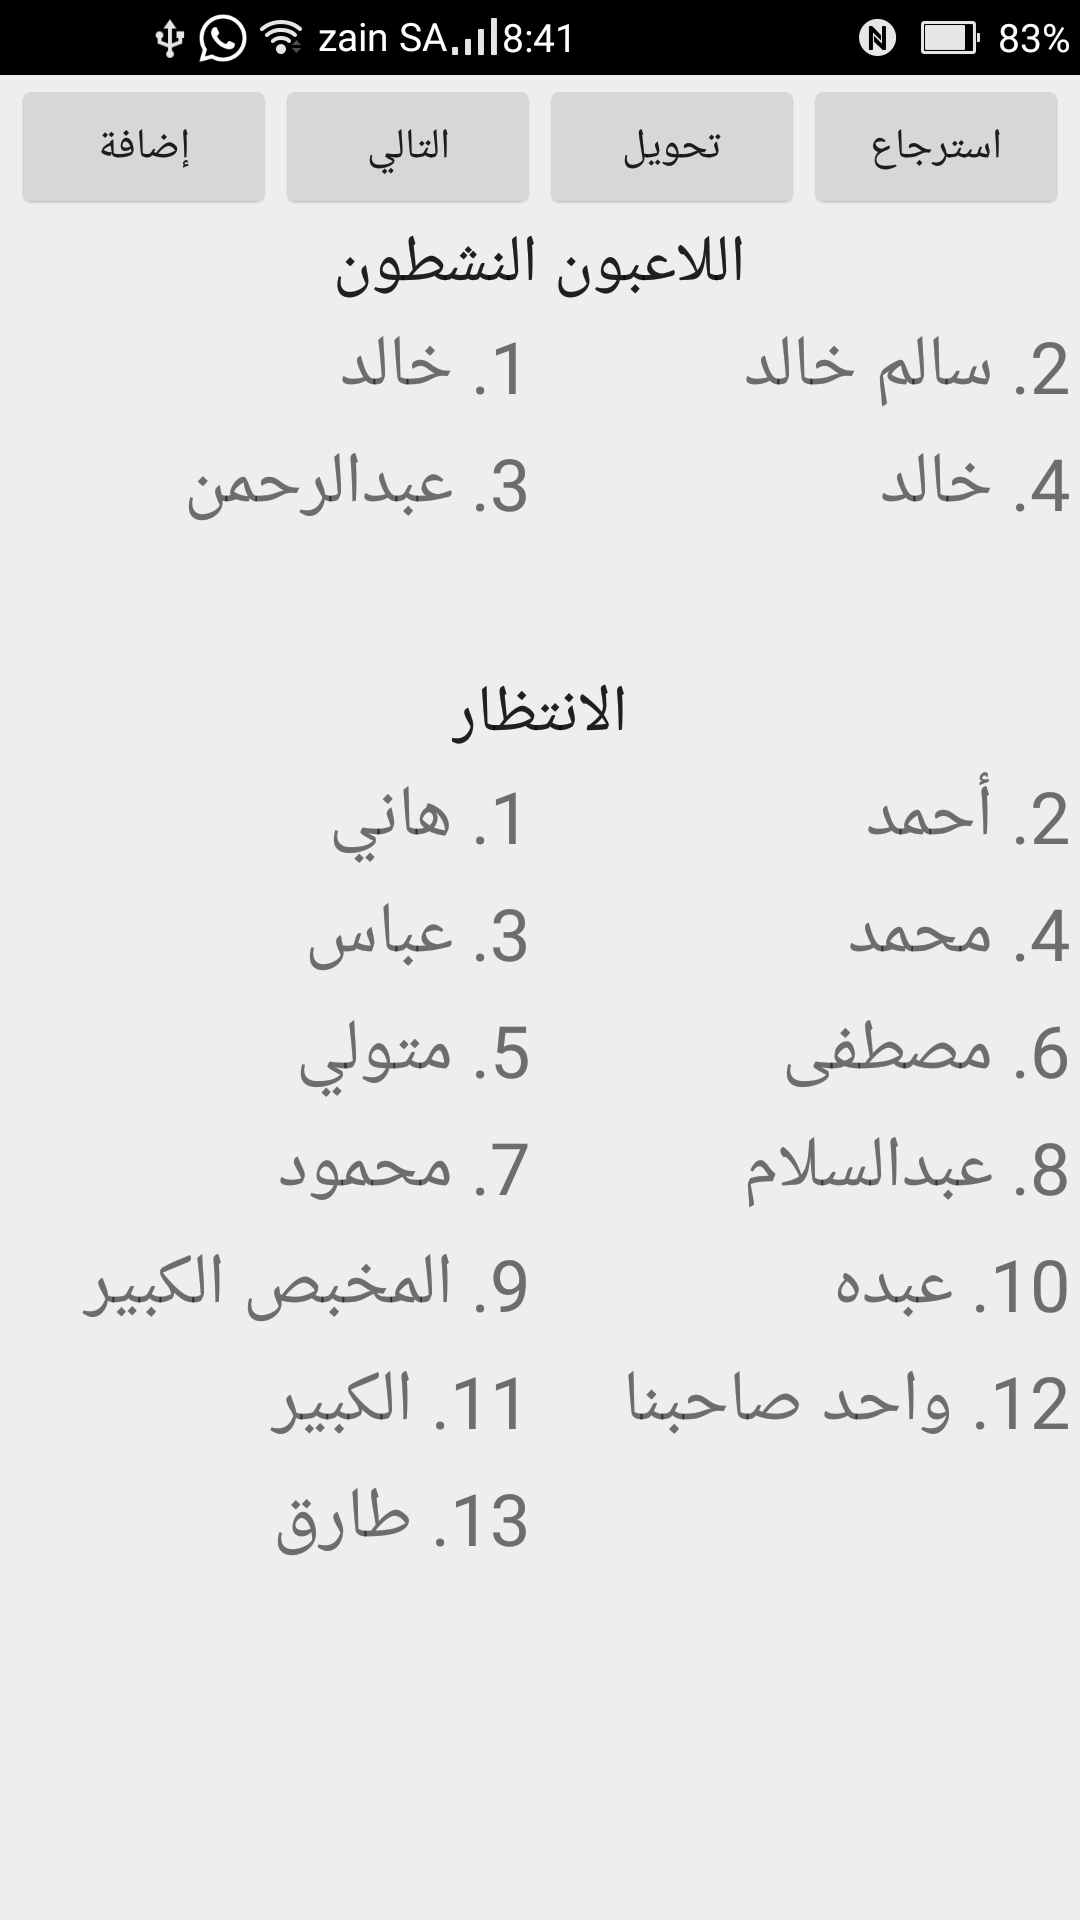 zain SA 8:41 83%
استرجاع تحويل التالي إضافة
اللاعبون النشطون
1. خالد
2. سالم خالد
3. عبدالرحمن
4. خالد
الانتظار
1. هاني
2. أحمد
3. عباس
4. محمد
5. متولي
6. مصطفى
7. محمود
8. عبدالسلام
9. المخبص الكبير
10. عبده
11. الكبير
12. واحد صاحبنا
13. طارق